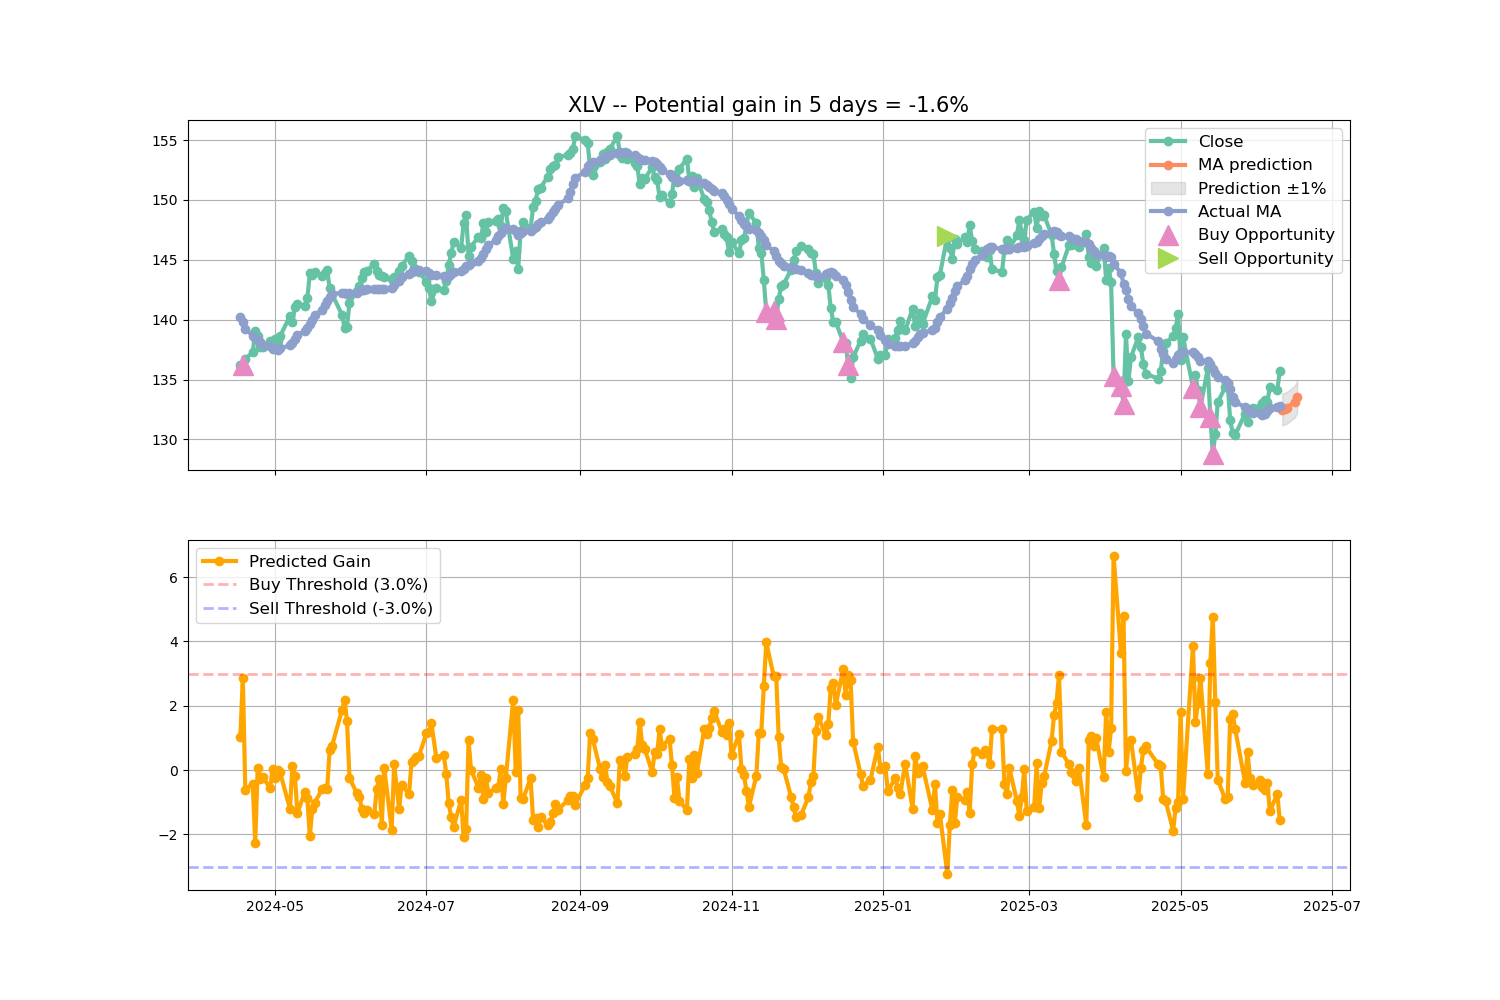 XLV -- Potential gain in 5 days = -1.6%
155
150
145
140
135
130
Close
MA prediction
Prediction ±1%
Actual MA
Buy Opportunity
Sell Opportunity
6
4
2
0
−2
Predicted Gain
Buy Threshold (3.0%)
Sell Threshold (-3.0%)
2024-05
2024-07
2024-09
2024-11
2025-01
2025-03
2025-05
2025-07